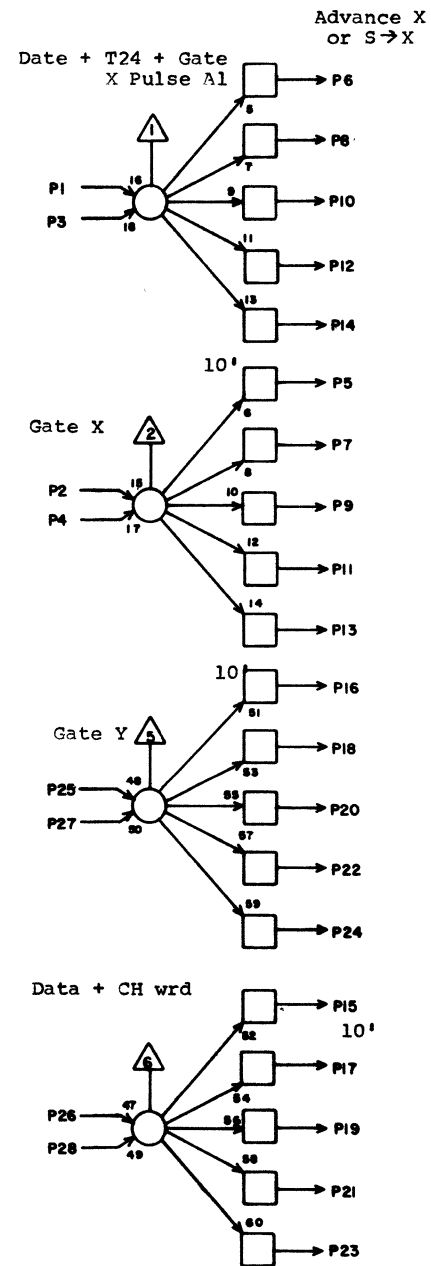 Advance X
or S→X
Date + T24 + Gate
X Pulse Al
P6
5
1
P8
7
P1
16
9
P10
P3
18
11
P12
13
P14
10'
P5
6
Gate X
2
P7
8
P2
15
10
P9
P4
17
12
P11
14
P13
10'
P16
51
Gate Y
5
P18
53
P25
48
55
P20
P27
50
57
P22
59
P24
Data + CH wrd
P15
52
10'
6
P17
54
P26
47
56
P19
P28
49
58
P21
60
P23